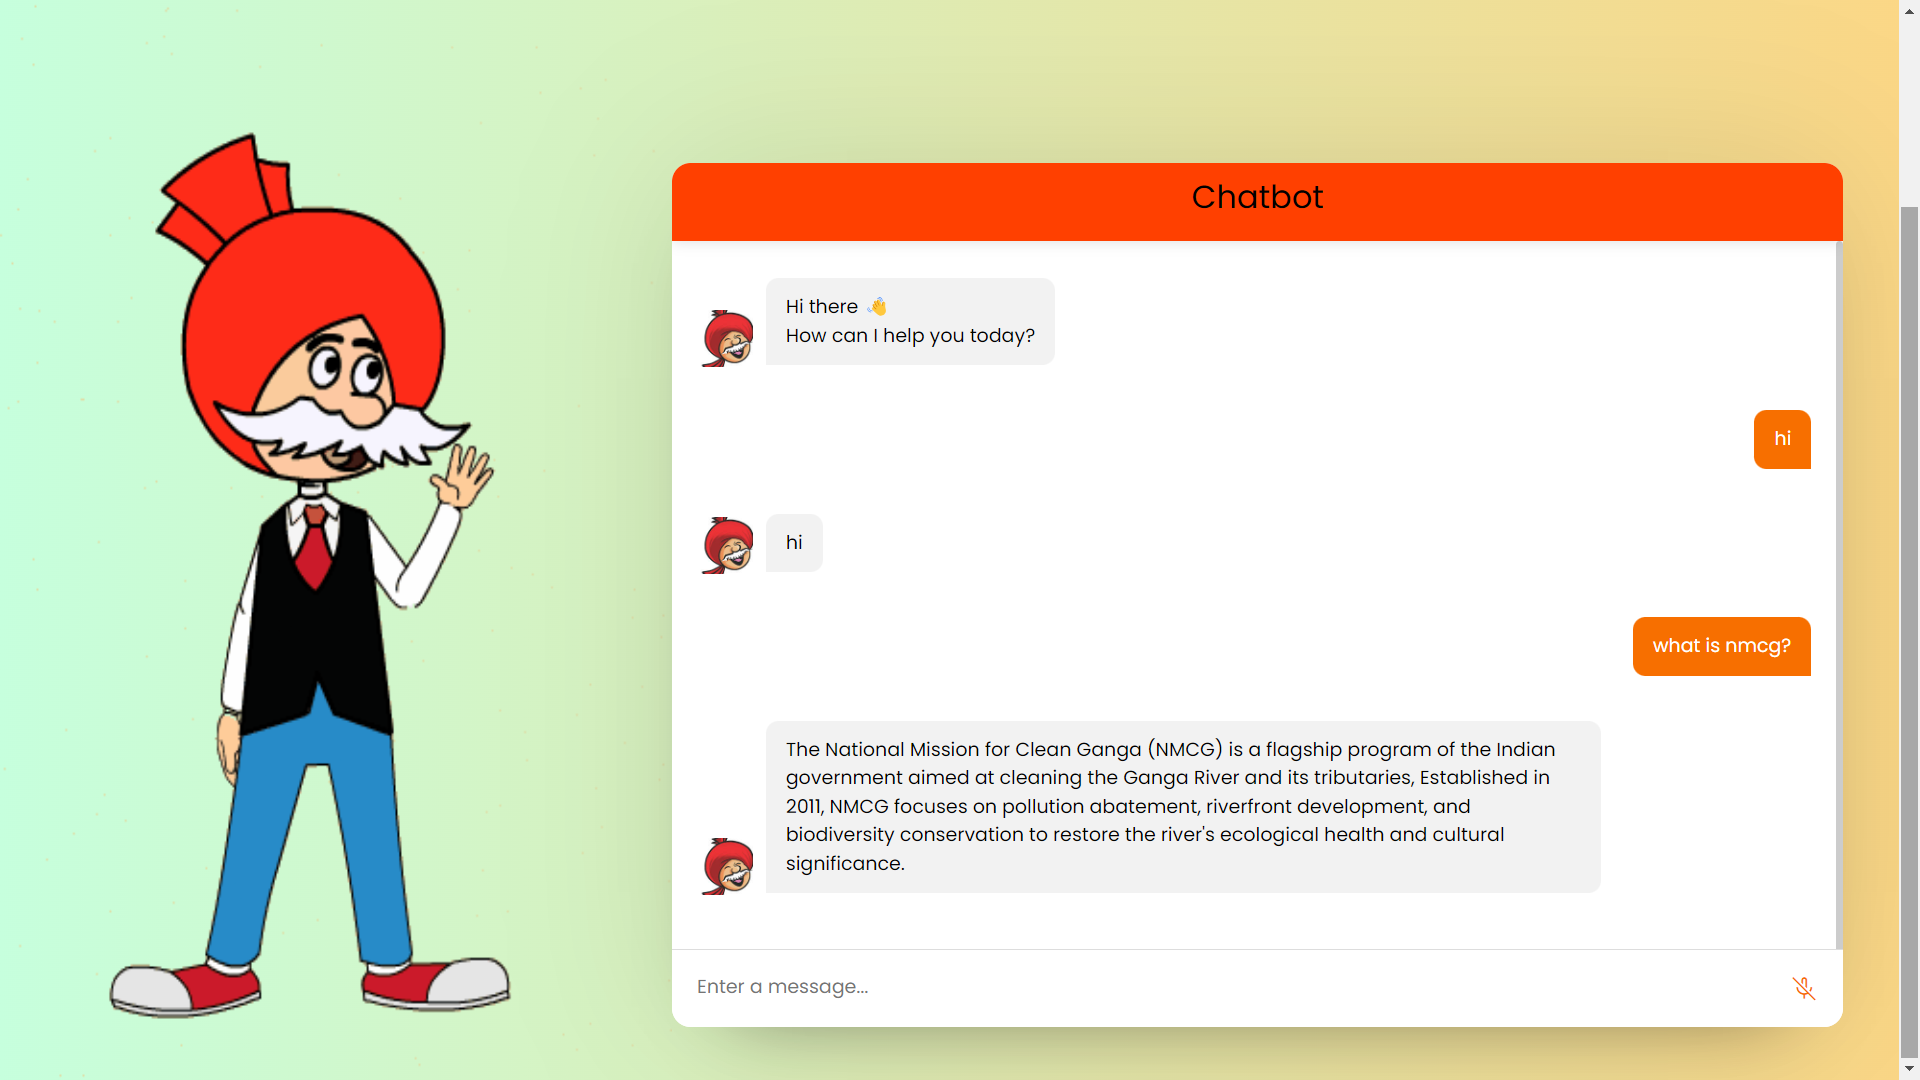 Chatbot
Hi there 👋
How can I help you today?
hi
hi
what is nmcg?
The National Mission for Clean Ganga (NMCG) is a flagship program of the Indian
government aimed at cleaning the Ganga River and its tributaries, Established in
2011, NMCG focuses on pollution abatement, riverfront development, and
biodiversity conservation to restore the river's ecological health and cultural
significance.
Enter a message...